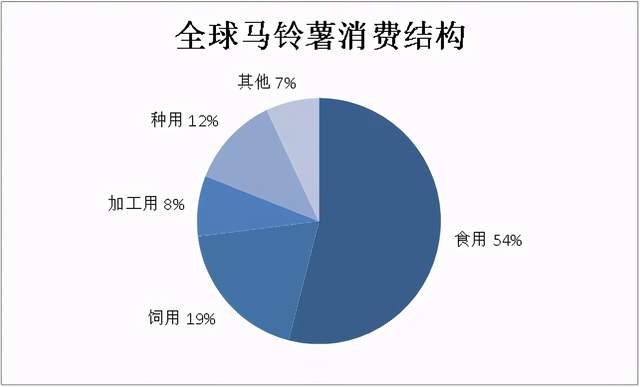 全球马铃薯消费结构
其他 7%
种用 12%
加工用 8%
食用 54%
饲用 19%